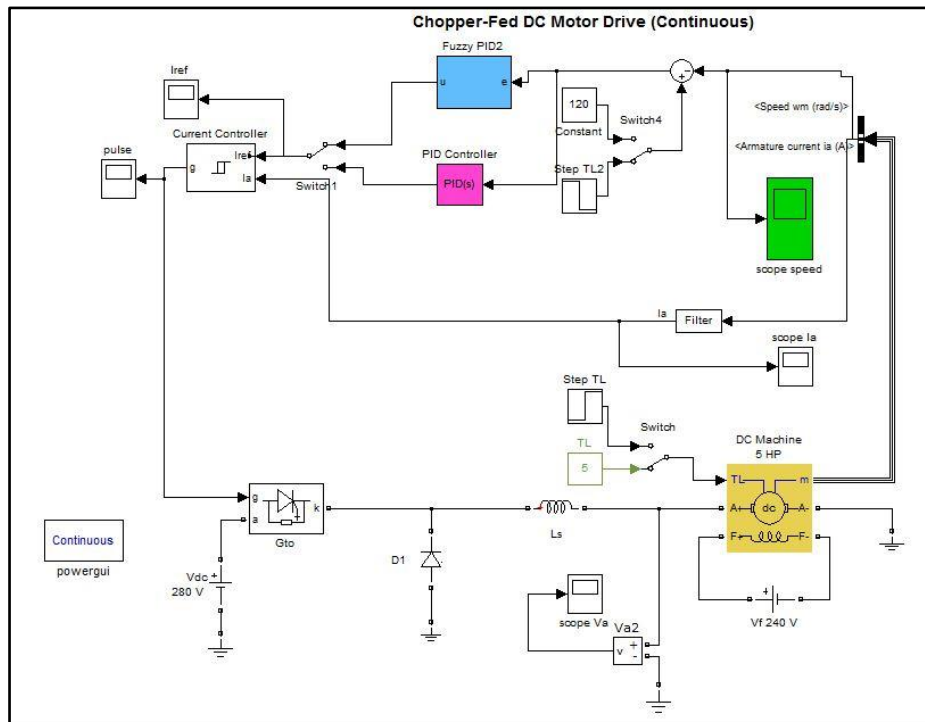 Chopper-Fed DC Motor Drive (Continuous)
Fuzzy PID2
u
e
Iref
120
Constant
Switch4
<Speed wm (rad/s)>
<Armature current ia (A)>
Current Controller
Iref
g
Ia
pulse
Switch1
PID Controller
PID(s)
Step TL2
scope speed
Ia
Filter
scope Ia
Step TL
Switch
TL
5
DC Machine
5 HP
TL
m
A+
dc
A-
F+
F-
g
a
k
Gto
Ls
D1
Continuous
powergui
Vdc
+
280 V
scope Va
Va2
v
+
-
+
Vf 240 V